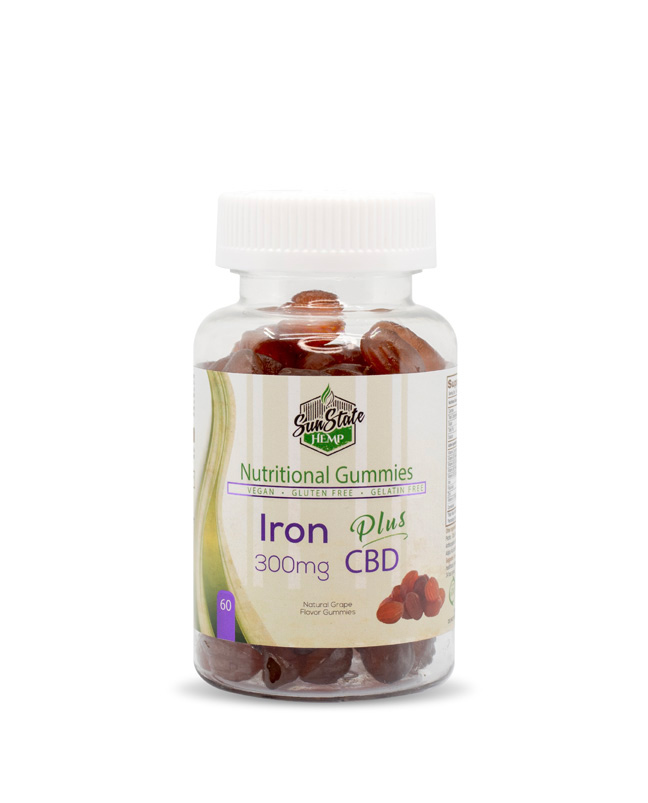 SunState
HEMP
Nutritional Gummies
VEGAN • GLUTEN FREE • GELATIN FREE
Iron Plus
300mg CBD
60
Natural Grape
Flavor Gummies